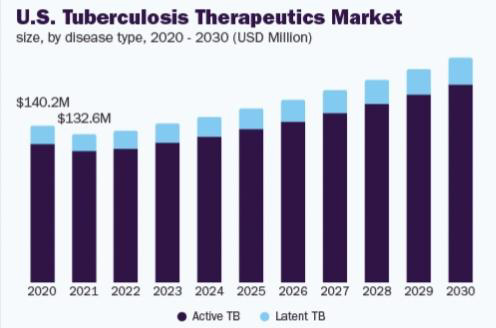 U.S. Tuberculosis Therapeutics Market
size, by disease type, 2020 - 2030 (USD Million)
$140.2M
$132.6M
2020 2021 2022 2023 2024 2025 2026 2027 2028 2029 2030
Active TB Latent TB